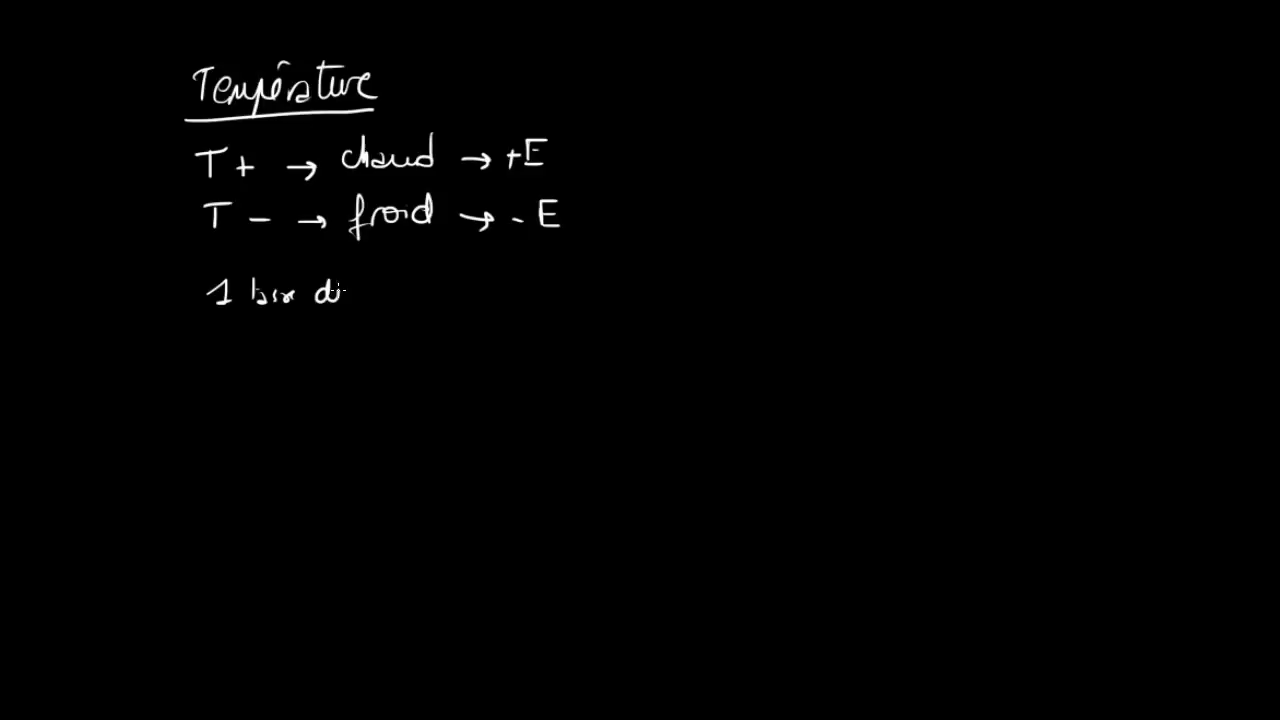 Température
T + → chaud → +E
T - → froid → - E
1